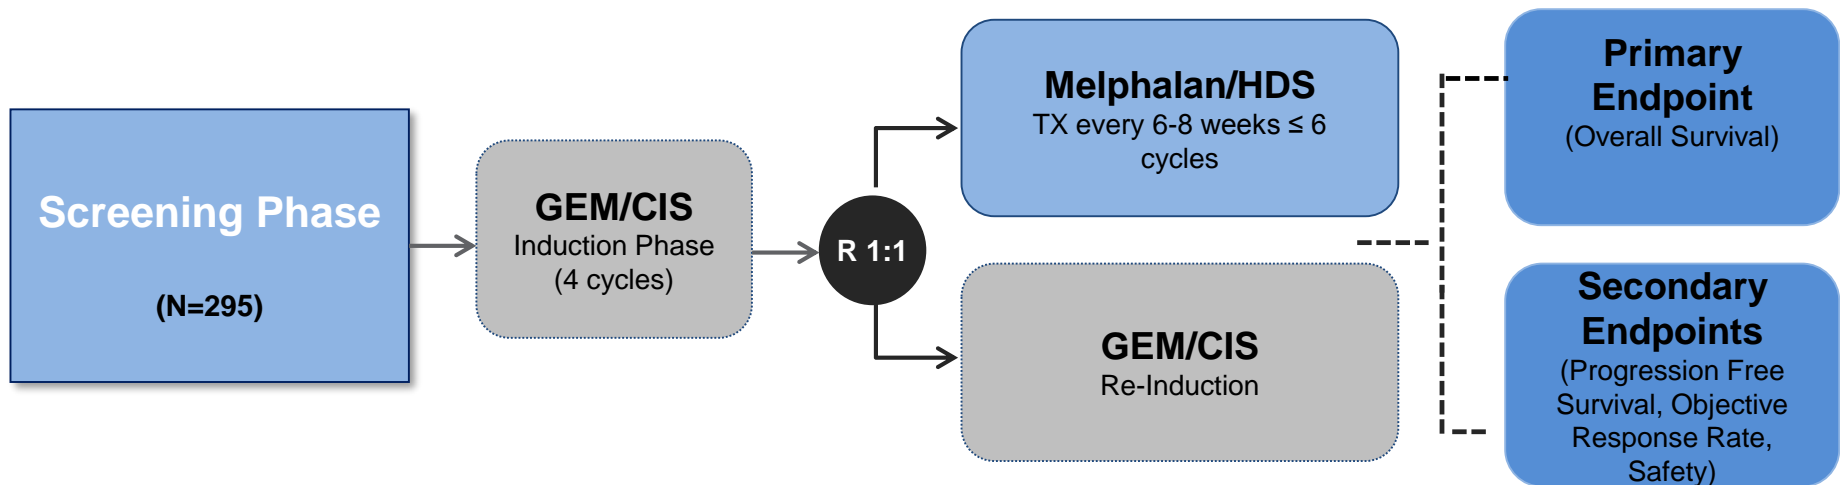 Screening Phase
(N=295)
GEM/CIS
Induction Phase
(4 cycles)
R 1:1
Melphalan/HDS
TX every 6-8 weeks ≤ 6
cycles
GEM/CIS
Re-Induction
Primary
Endpoint
(Overall Survival)
Secondary
Endpoints
(Progression Free
Survival, Objective
Response Rate,
Safety)